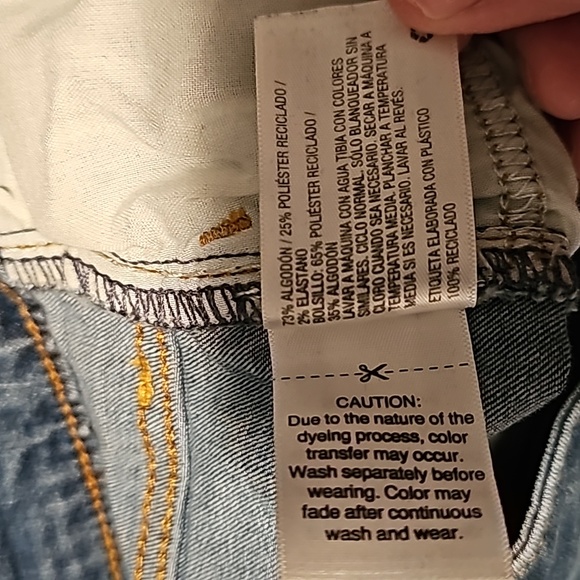 73% ALGODÓN / 25% POLIÉSTER RECICLADO /
2% ELASTANO
BOLSILLO: 65% POLIÉSTER RECICLADO /
35% ALGODÓN
LAVAR A MÁQUINA CON AGUA TIBIA CON COLORES
SIMILARES. CICLO NORMAL. SÓLO BLANQUEADOR SIN
CLORO CUANDO SEA NECESARIO. SECAR A MÁQUINA A
TEMPERATURA MEDIA. PLANCHAR A TEMPERATURA
MEDIA SI ES NECESARIO. LAVAR AL REVÉS.
ETIQUETA ELABORADA CON PLÁSTICO
100% RECICLADO
CAUTION:
Due to the nature of the
dyeing process, color
transfer may occur.
Wash separately before
wearing. Color may
fade after continuous
wash and wear.